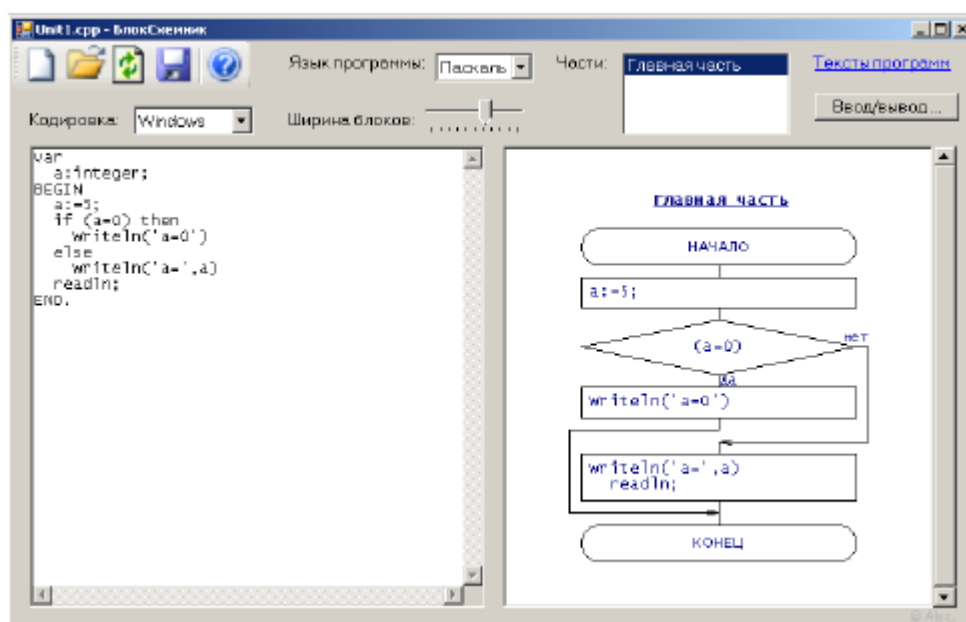 Unit1.cpp - БлокСхемник
Язык программы: Паскаль
Части: Главная часть
Тексты программ
Кодировка: Windows
Ширина блоков:
Ввод/вывод...
var
a:integer;
BEGIN
a:=5;
if (a=0) then
writeln('a=0')
else
writeln('a=',a)
readln;
END.
главная часть
НАЧАЛО
a:=5;
(a=0)
нет
да
writeln('a=0')
writeln('a=',a)
readln;
КОНЕЦ